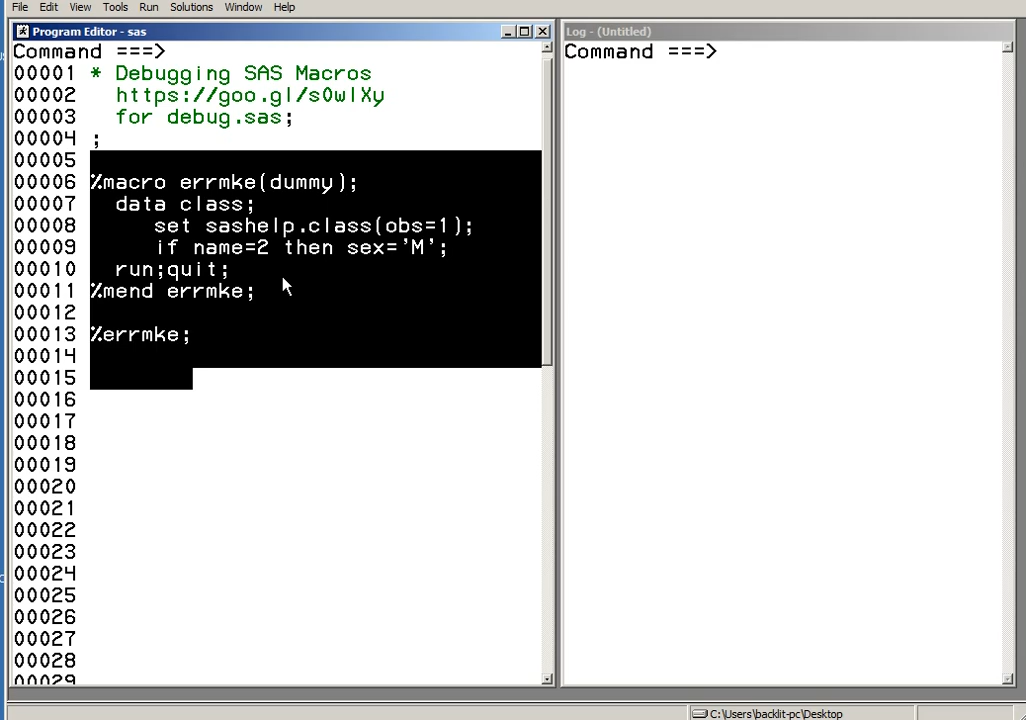 File Edit View Tools Run Solutions Window Help
Program Editor - sas
Command ===>
00001 * Debugging SAS Macros
00002 https://goo.gl/s0wlXy
00003 for debug.sas;
00004 ;
00005
00006 %macro errmke(dummy);
00007 data class;
00008 set sashelp.class(obs=1);
00009 if name=2 then sex='M';
00010 run;quit;
00011 %mend errmke;
00012
00013 %errmke;
00014
00015
00016
00017
00018
00019
00020
00021
00022
00023
00024
00025
00026
00027
00028
00029
Log - (Untitled)
Command ===>
C:\Users\backlit-pc\Desktop